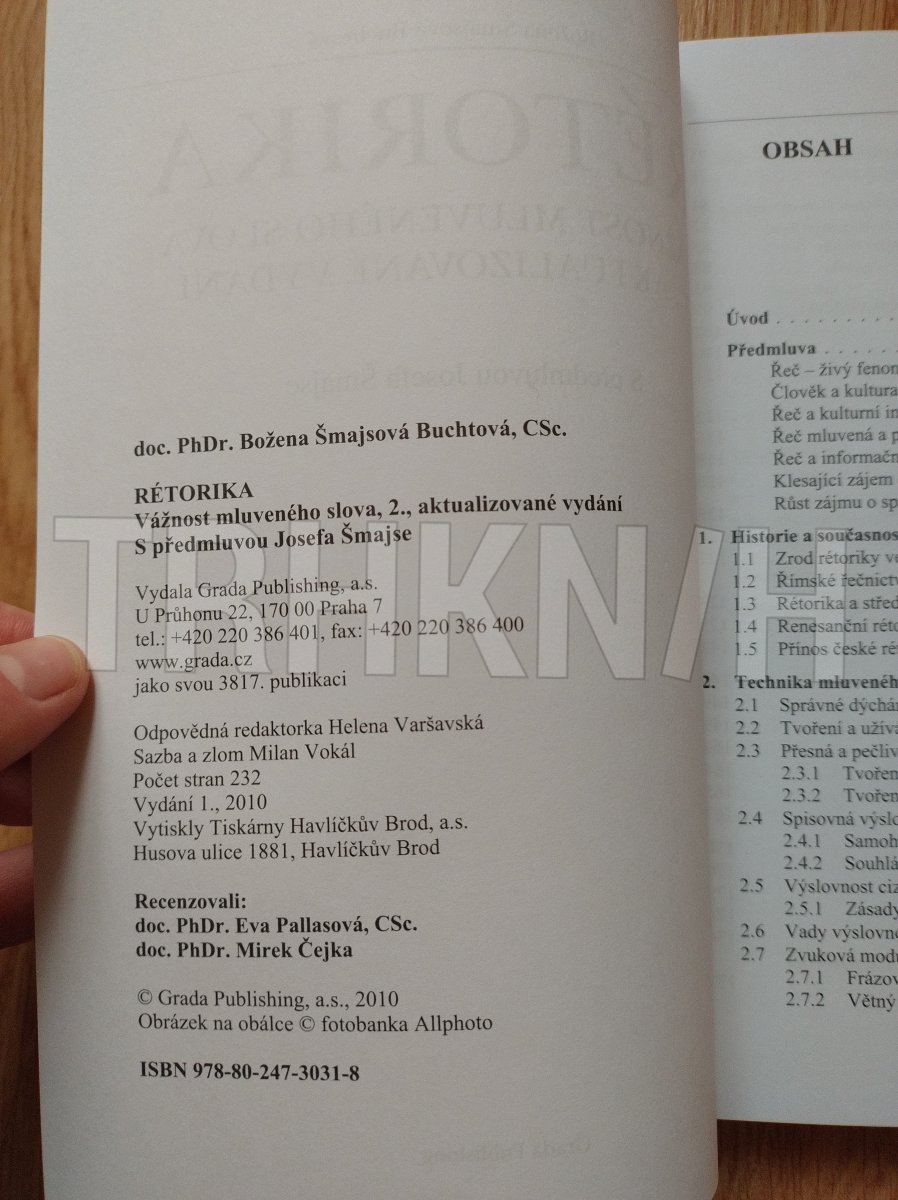 doc. PhDr. Božena Šmajsová Buchtová, CSc.
RÉTORIKA
Vážnost mluveného slova, 2., aktualizované vydání
S předmluvou Josefa Šmajse
Vydala Grada Publishing, a.s.
U Průhonu 22, 170 00 Praha 7
tel.: +420 220 386 401, fax: +420 220 386 400
www.grada.cz
jako svou 3817. publikaci
Odpovědná redaktorka Helena Varšavská
Sazba a zlom Milan Vokál
Počet stran 232
Vydání 1., 2010
Vytiskly Tiskárny Havlíčkův Brod, a.s.
Husova ulice 1881, Havlíčkův Brod
Recenzovali:
doc. PhDr. Eva Pallasová, CSc.
doc. PhDr. Mirek Čejka
© Grada Publishing, a.s., 2010
Obrázek na obálce © fotobanka Allphoto
ISBN 978-80-247-3031-8
OBSAH
Úvod . . . . . . . . .
Předmluva . . . . . .
Řeč – živý fenom
Člověk a kultura
Řeč a kulturní in
Řeč mluvená a p
Řeč a informačn
Klesající zájem
Růst zájmu o sp
1. Historie a současnos
1.1 Zrod rétoriky ve
1.2 Římské řečnictv
1.3 Rétorika a střed
1.4 Renesanční réto
1.5 Přínos české ré
2. Technika mluvenéh
2.1 Správné dýchán
2.2 Tvoření a užíva
2.3 Přesná a pečliv
2.3.1 Tvořen
2.3.2 Tvořen
2.4 Spisovná výslo
2.4.1 Samoh
2.4.2 Souhlá
2.5 Výslovnost ciz
2.5.1 Zásady
2.6 Vady výslovno
2.7 Zvuková modu
2.7.1 Frázov
2.7.2 Větný